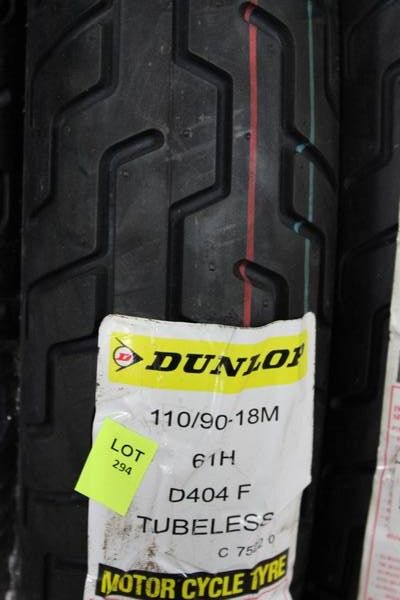 DUNLOP
110/90-18M
61H
LOT
294
D404 F
TUBELESS
MOTOR CYCLE TYRE